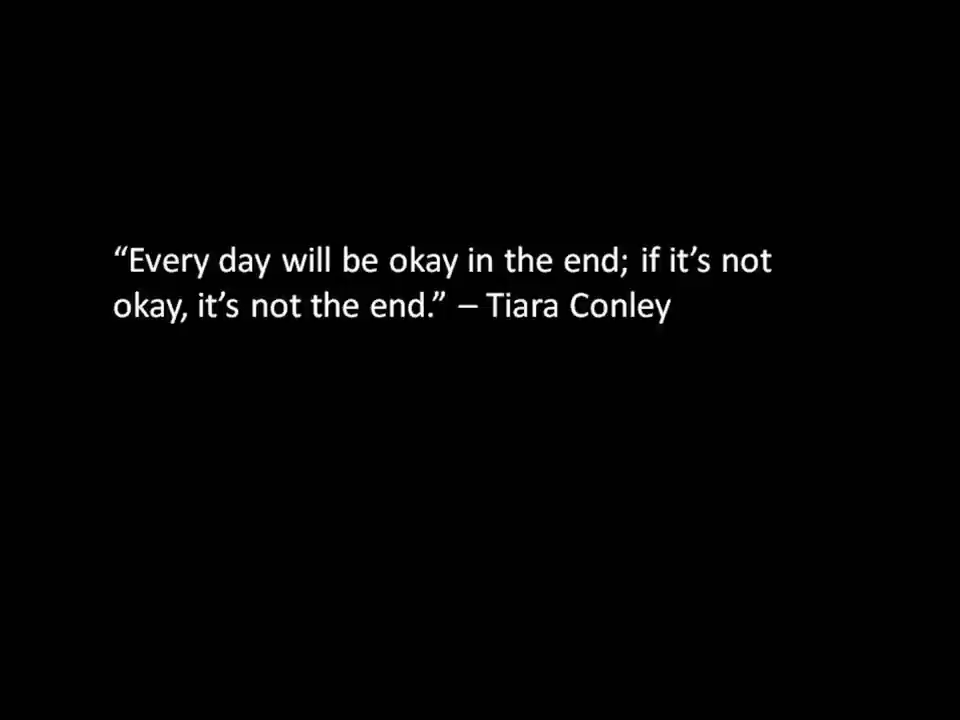 “Every day will be okay in the end; if it’s not
okay, it’s not the end.” – Tiara Conley